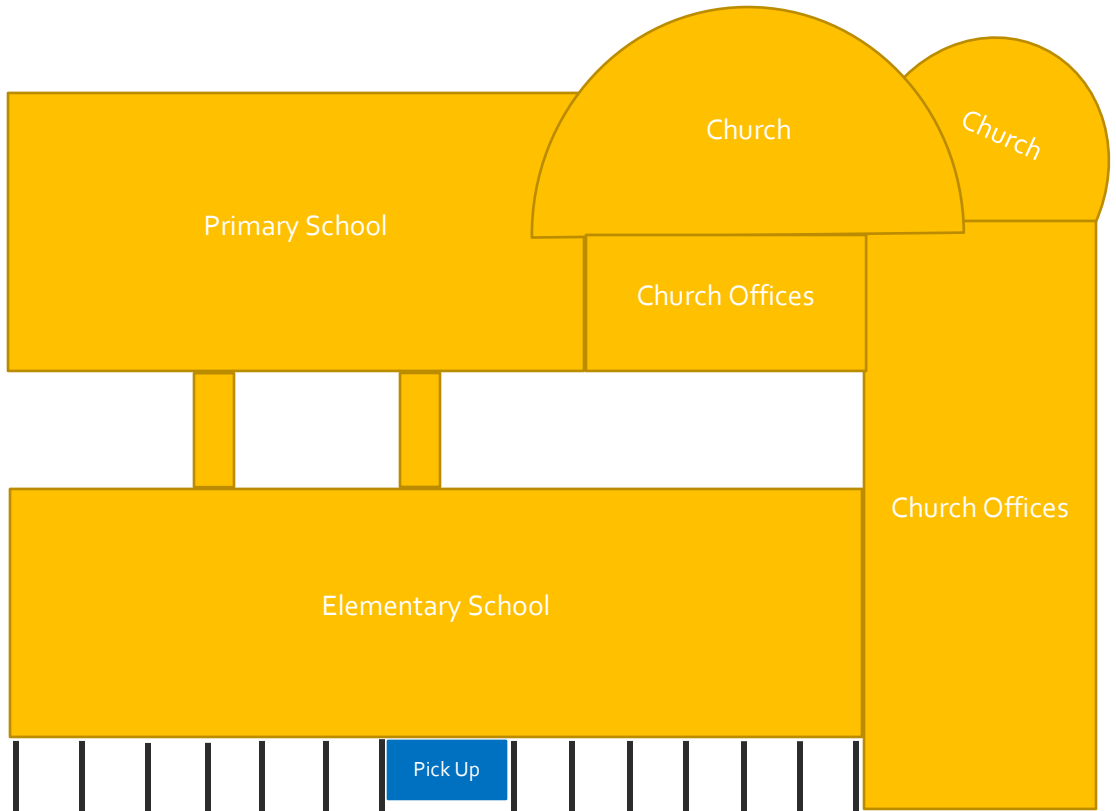 Church
Church
Primary School
Church Offices
Church Offices
Elementary School
Pick Up